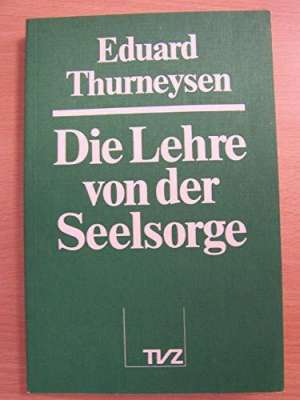 Eduard
Thurneysen
Die Lehre
von der
Seelsorge
TVZ